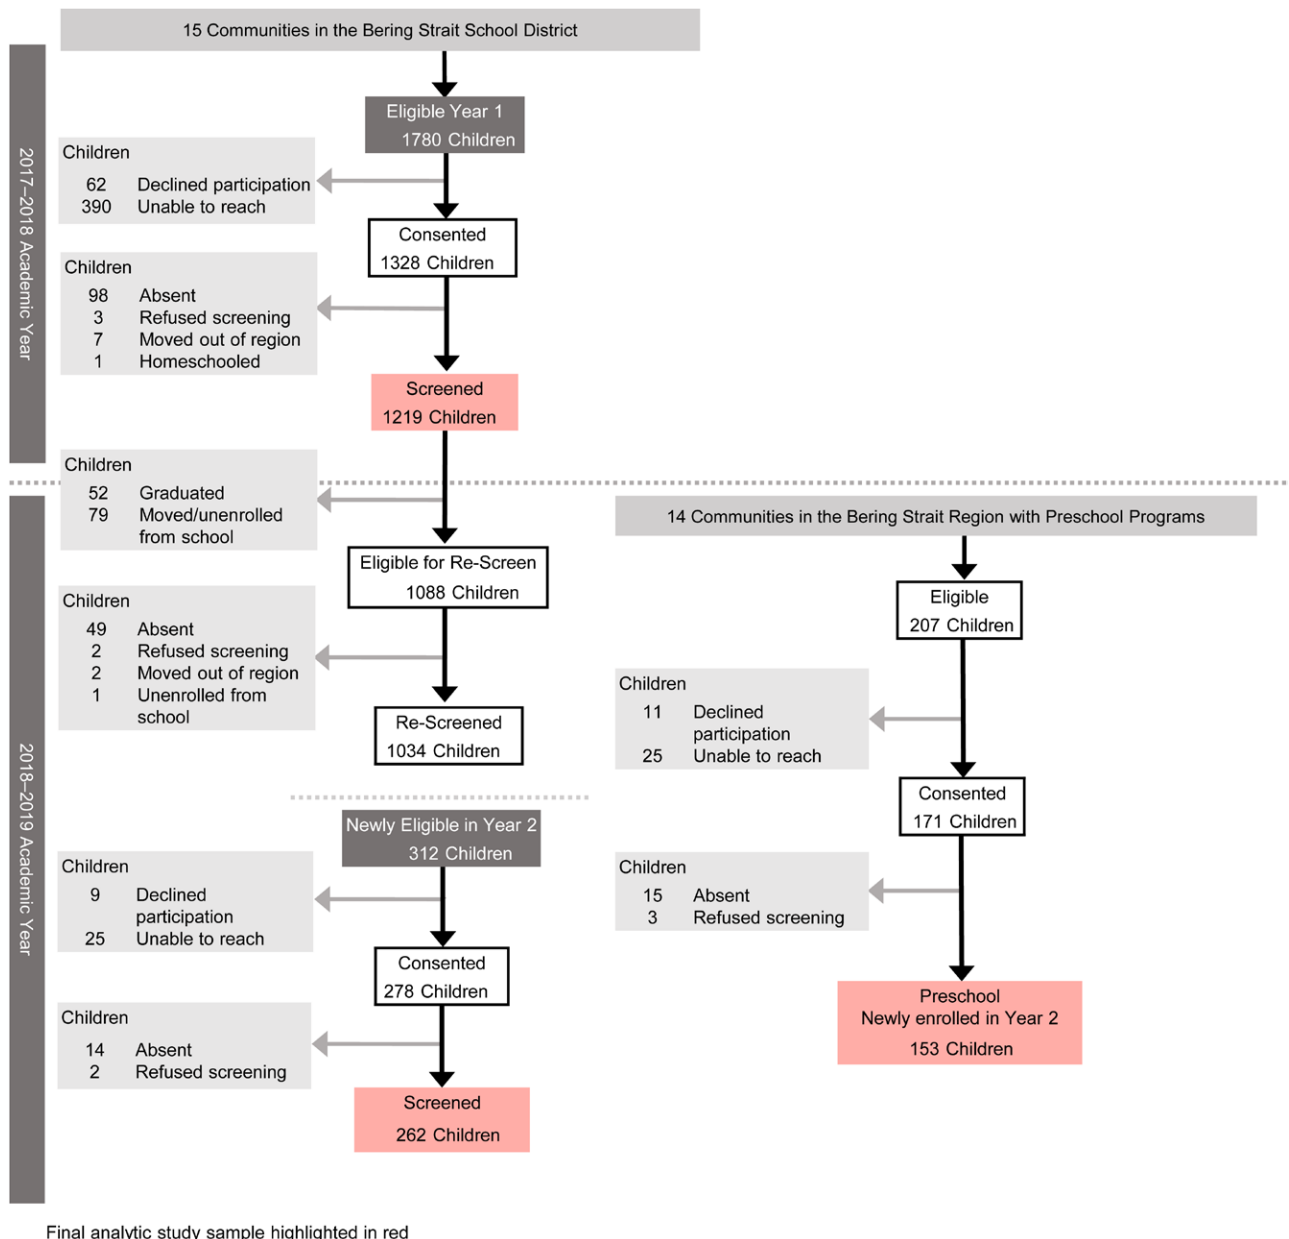 15 Communities in the Bering Strait School District
2017–2018 Academic Year
Eligible Year 1
1780 Children
Children
62 Declined participation
390 Unable to reach
Consented
1328 Children
Children
98 Absent
3 Refused screening
7 Moved out of region
1 Homeschooled
Screened
1219 Children
Children
52 Graduated
79 Moved/unenrolled
from school
2018–2019 Academic Year
Eligible for Re-Screen
1088 Children
Children
49 Absent
2 Refused screening
2 Moved out of region
1 Unenrolled from
school
Re-Screened
1034 Children
Newly Eligible in Year 2
312 Children
Children
9 Declined
participation
25 Unable to reach
Consented
278 Children
Children
14 Absent
2 Refused screening
Screened
262 Children
14 Communities in the Bering Strait Region with Preschool Programs
Eligible
207 Children
Children
11 Declined
participation
25 Unable to reach
Consented
171 Children
Children
15 Absent
3 Refused screening
Preschool
Newly enrolled in Year 2
153 Children
Final analytic study sample highlighted in red